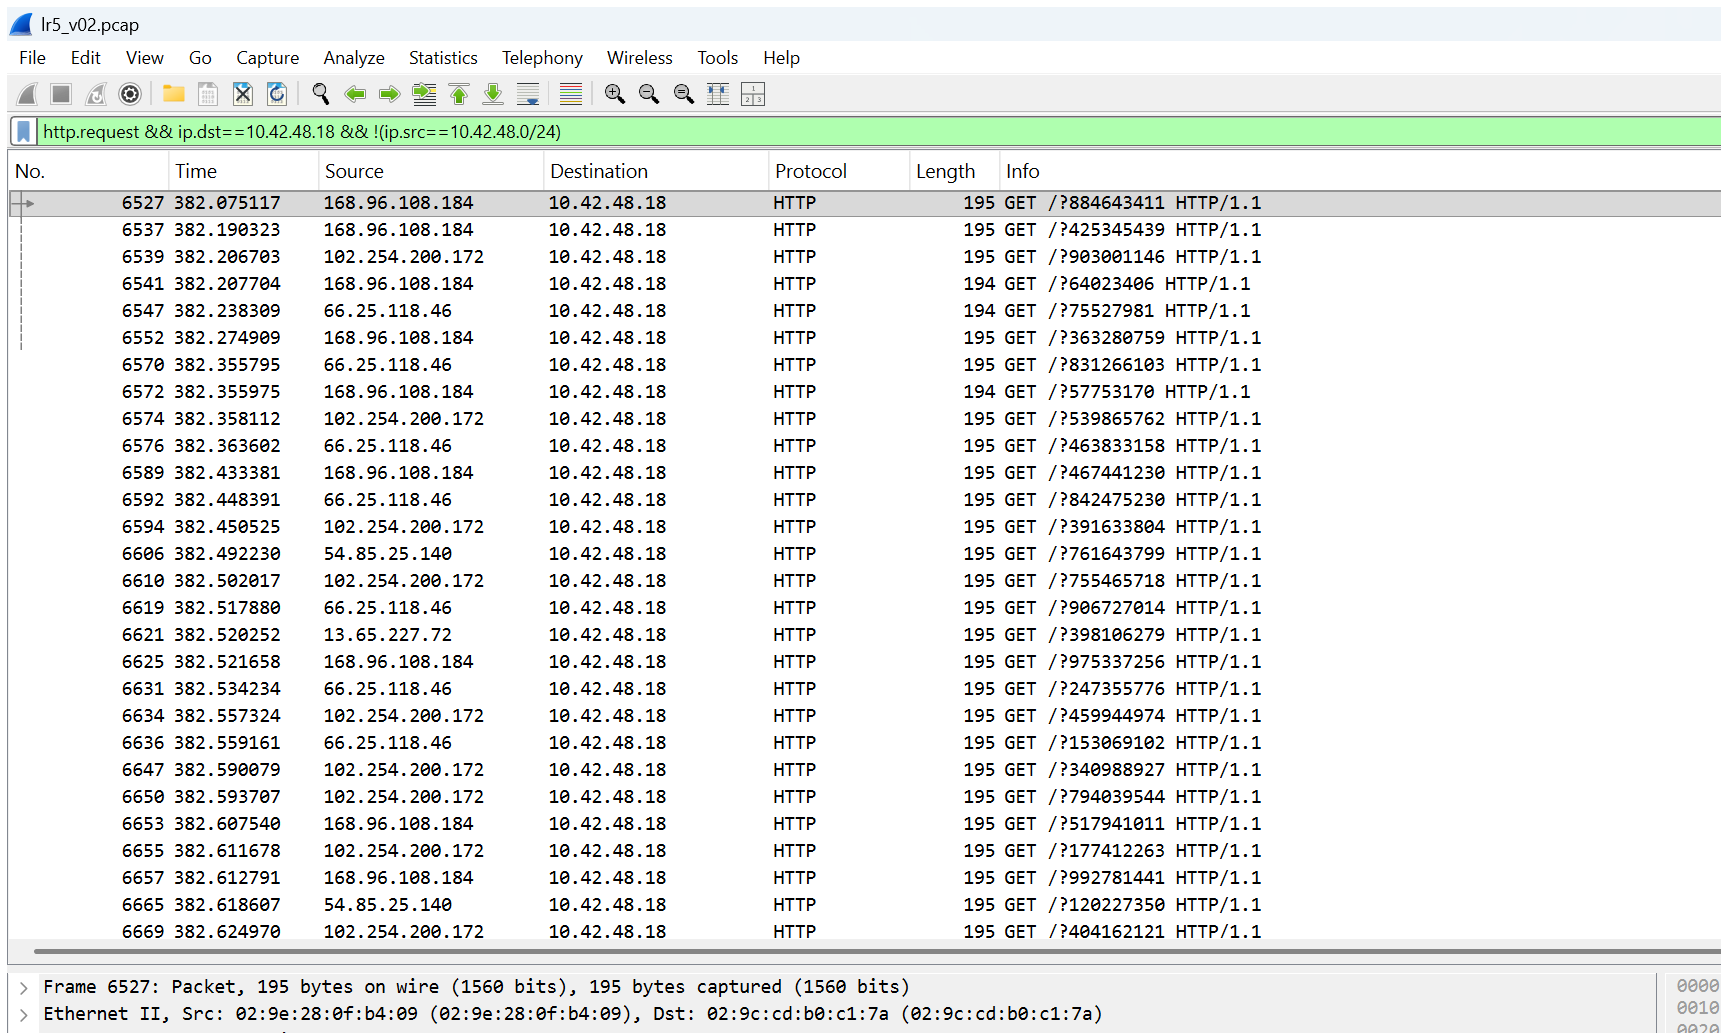 lr5_v02.pcap
File Edit View Go Capture Analyze Statistics Telephony Wireless Tools Help
http.request && ip.dst==10.42.48.18 && !(ip.src==10.42.48.0/24)
No. Time Source Destination Protocol Length Info
6527 382.075117 168.96.108.184 10.42.48.18 HTTP 195 GET /?884643411 HTTP/1.1
6537 382.190323 168.96.108.184 10.42.48.18 HTTP 195 GET /?425345439 HTTP/1.1
6539 382.206703 102.254.200.172 10.42.48.18 HTTP 195 GET /?903001146 HTTP/1.1
6541 382.207704 168.96.108.184 10.42.48.18 HTTP 194 GET /?64023406 HTTP/1.1
6547 382.238309 66.25.118.46 10.42.48.18 HTTP 194 GET /?75527981 HTTP/1.1
6552 382.274909 168.96.108.184 10.42.48.18 HTTP 195 GET /?363280759 HTTP/1.1
6570 382.355795 66.25.118.46 10.42.48.18 HTTP 195 GET /?831266103 HTTP/1.1
6572 382.355975 168.96.108.184 10.42.48.18 HTTP 194 GET /?57753170 HTTP/1.1
6574 382.358112 102.254.200.172 10.42.48.18 HTTP 195 GET /?539865762 HTTP/1.1
6576 382.363602 66.25.118.46 10.42.48.18 HTTP 195 GET /?463833158 HTTP/1.1
6589 382.433381 168.96.108.184 10.42.48.18 HTTP 195 GET /?467441230 HTTP/1.1
6592 382.448391 66.25.118.46 10.42.48.18 HTTP 195 GET /?842475230 HTTP/1.1
6594 382.450525 102.254.200.172 10.42.48.18 HTTP 195 GET /?391633804 HTTP/1.1
6606 382.492230 54.85.25.140 10.42.48.18 HTTP 195 GET /?761643799 HTTP/1.1
6610 382.502017 102.254.200.172 10.42.48.18 HTTP 195 GET /?755465718 HTTP/1.1
6619 382.517880 66.25.118.46 10.42.48.18 HTTP 195 GET /?906727014 HTTP/1.1
6621 382.520252 13.65.227.72 10.42.48.18 HTTP 195 GET /?398106279 HTTP/1.1
6625 382.521658 168.96.108.184 10.42.48.18 HTTP 195 GET /?975337256 HTTP/1.1
6631 382.534234 66.25.118.46 10.42.48.18 HTTP 195 GET /?247355776 HTTP/1.1
6634 382.557324 102.254.200.172 10.42.48.18 HTTP 195 GET /?459944974 HTTP/1.1
6636 382.559161 66.25.118.46 10.42.48.18 HTTP 195 GET /?153069102 HTTP/1.1
6647 382.590079 102.254.200.172 10.42.48.18 HTTP 195 GET /?340988927 HTTP/1.1
6650 382.593707 102.254.200.172 10.42.48.18 HTTP 195 GET /?794039544 HTTP/1.1
6653 382.607540 168.96.108.184 10.42.48.18 HTTP 195 GET /?517941011 HTTP/1.1
6655 382.611678 102.254.200.172 10.42.48.18 HTTP 195 GET /?177412263 HTTP/1.1
6657 382.612791 168.96.108.184 10.42.48.18 HTTP 195 GET /?992781441 HTTP/1.1
6665 382.618607 54.85.25.140 10.42.48.18 HTTP 195 GET /?120227350 HTTP/1.1
6669 382.624970 102.254.200.172 10.42.48.18 HTTP 195 GET /?404162121 HTTP/1.1
Frame 6527: Packet, 195 bytes on wire (1560 bits), 195 bytes captured (1560 bits)
Ethernet II, Src: 02:9e:28:0f:b4:09 (02:9e:28:0f:b4:09), Dst: 02:9c:cd:b0:c1:7a (02:9c:cd:b0:c1:7a)
0000
0010